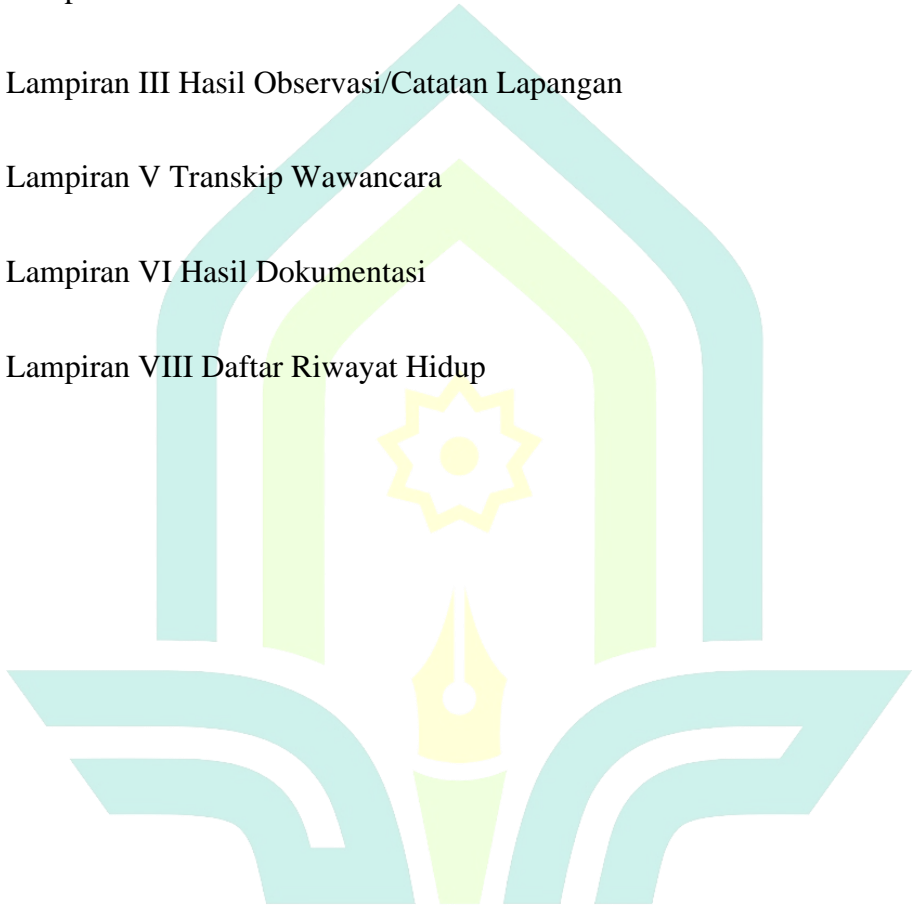 Lampiran III Hasil Observasi/Catatan Lapangan
Lampiran V Transkip Wawancara
Lampiran VI Hasil Dokumentasi
Lampiran VIII Daftar Riwayat Hidup